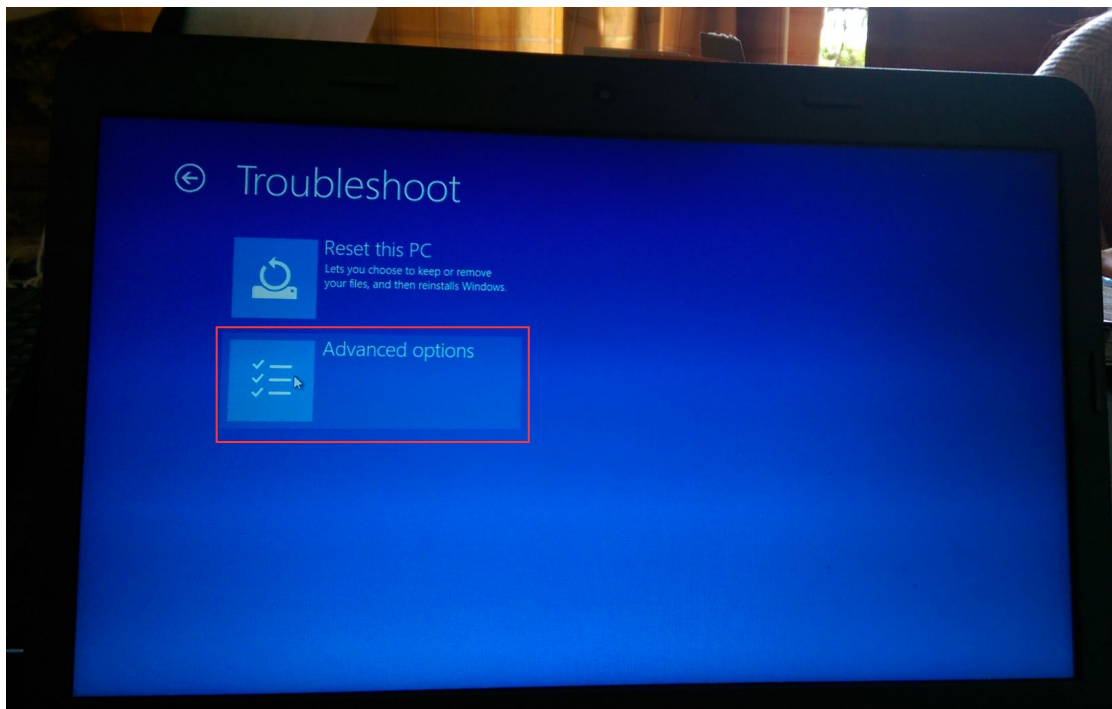 Troubleshoot
Reset this PC
Lets you choose to keep or remove
your files, and then reinstalls Windows.
Advanced options